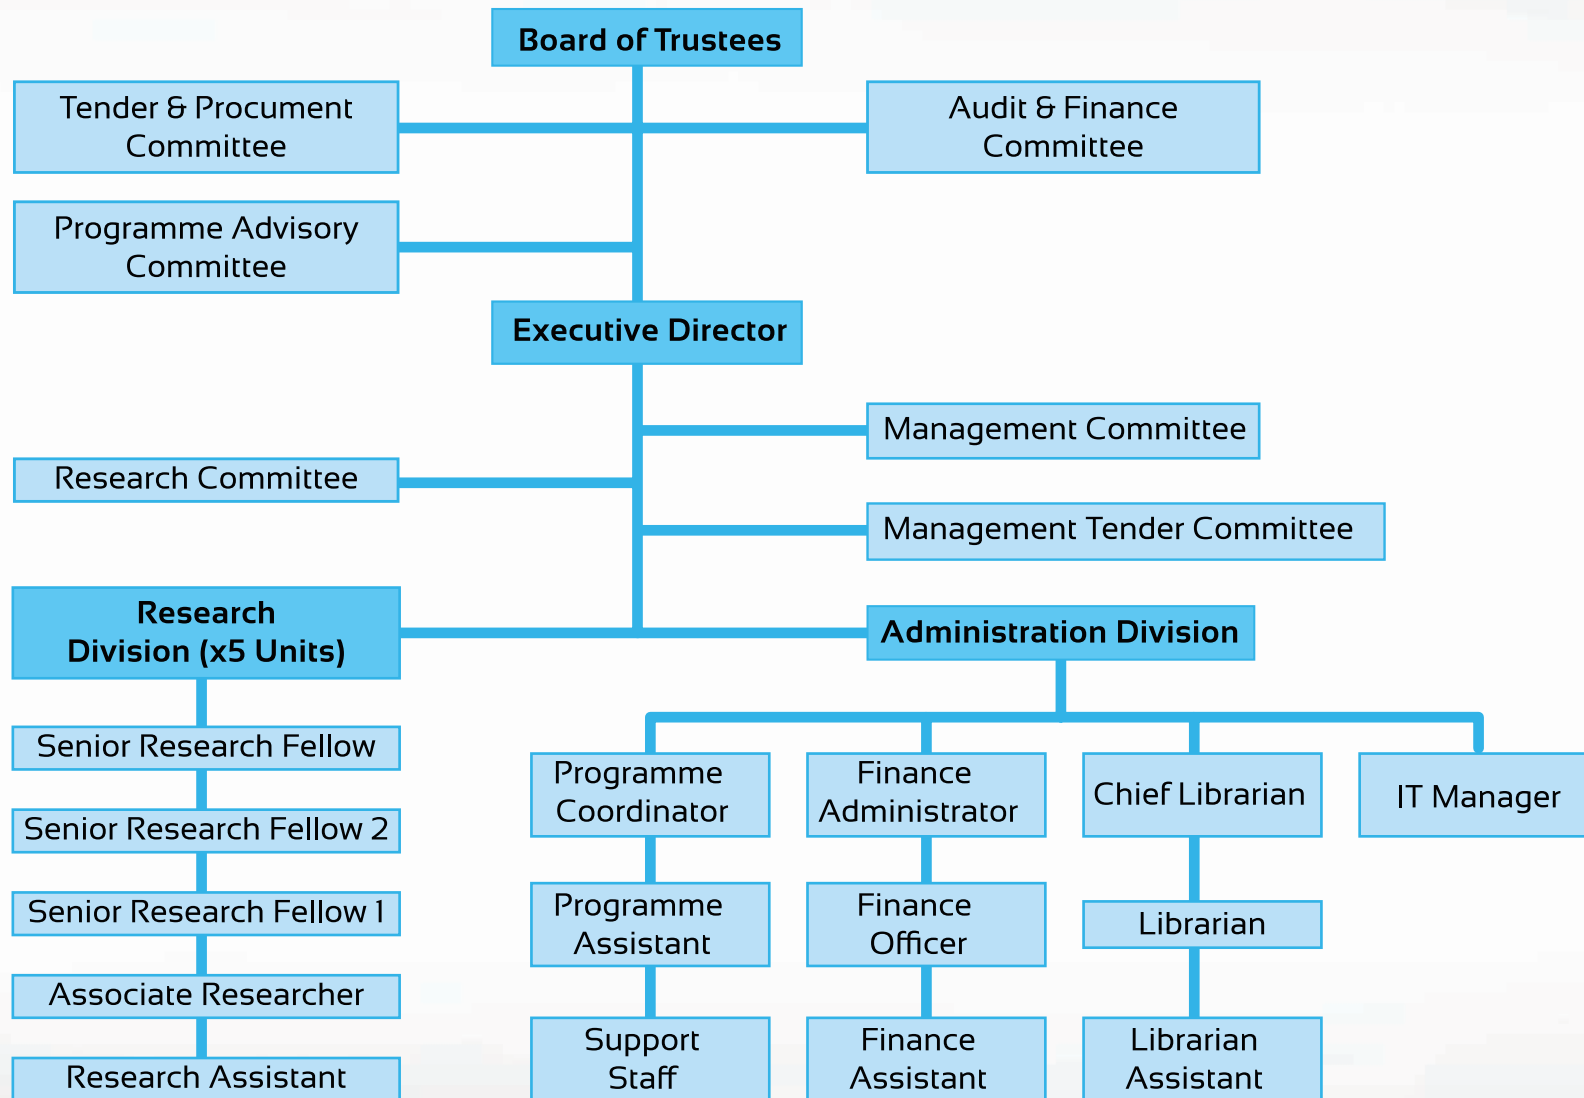 Board of Trustees
Tender & Procument
Committee
Audit & Finance
Committee
Programme Advisory
Committee
Executive Director
Management Committee
Research Committee
Management Tender Committee
Research
Division (x5 Units)
Administration Division
Senior Research Fellow
Senior Research Fellow 2
Senior Research Fellow 1
Associate Researcher
Research Assistant
Programme
Coordinator
Programme
Assistant
Support
Staff
Finance
Administrator
Finance
Officer
Finance
Assistant
Chief Librarian
Librarian
Librarian
Assistant
IT Manager